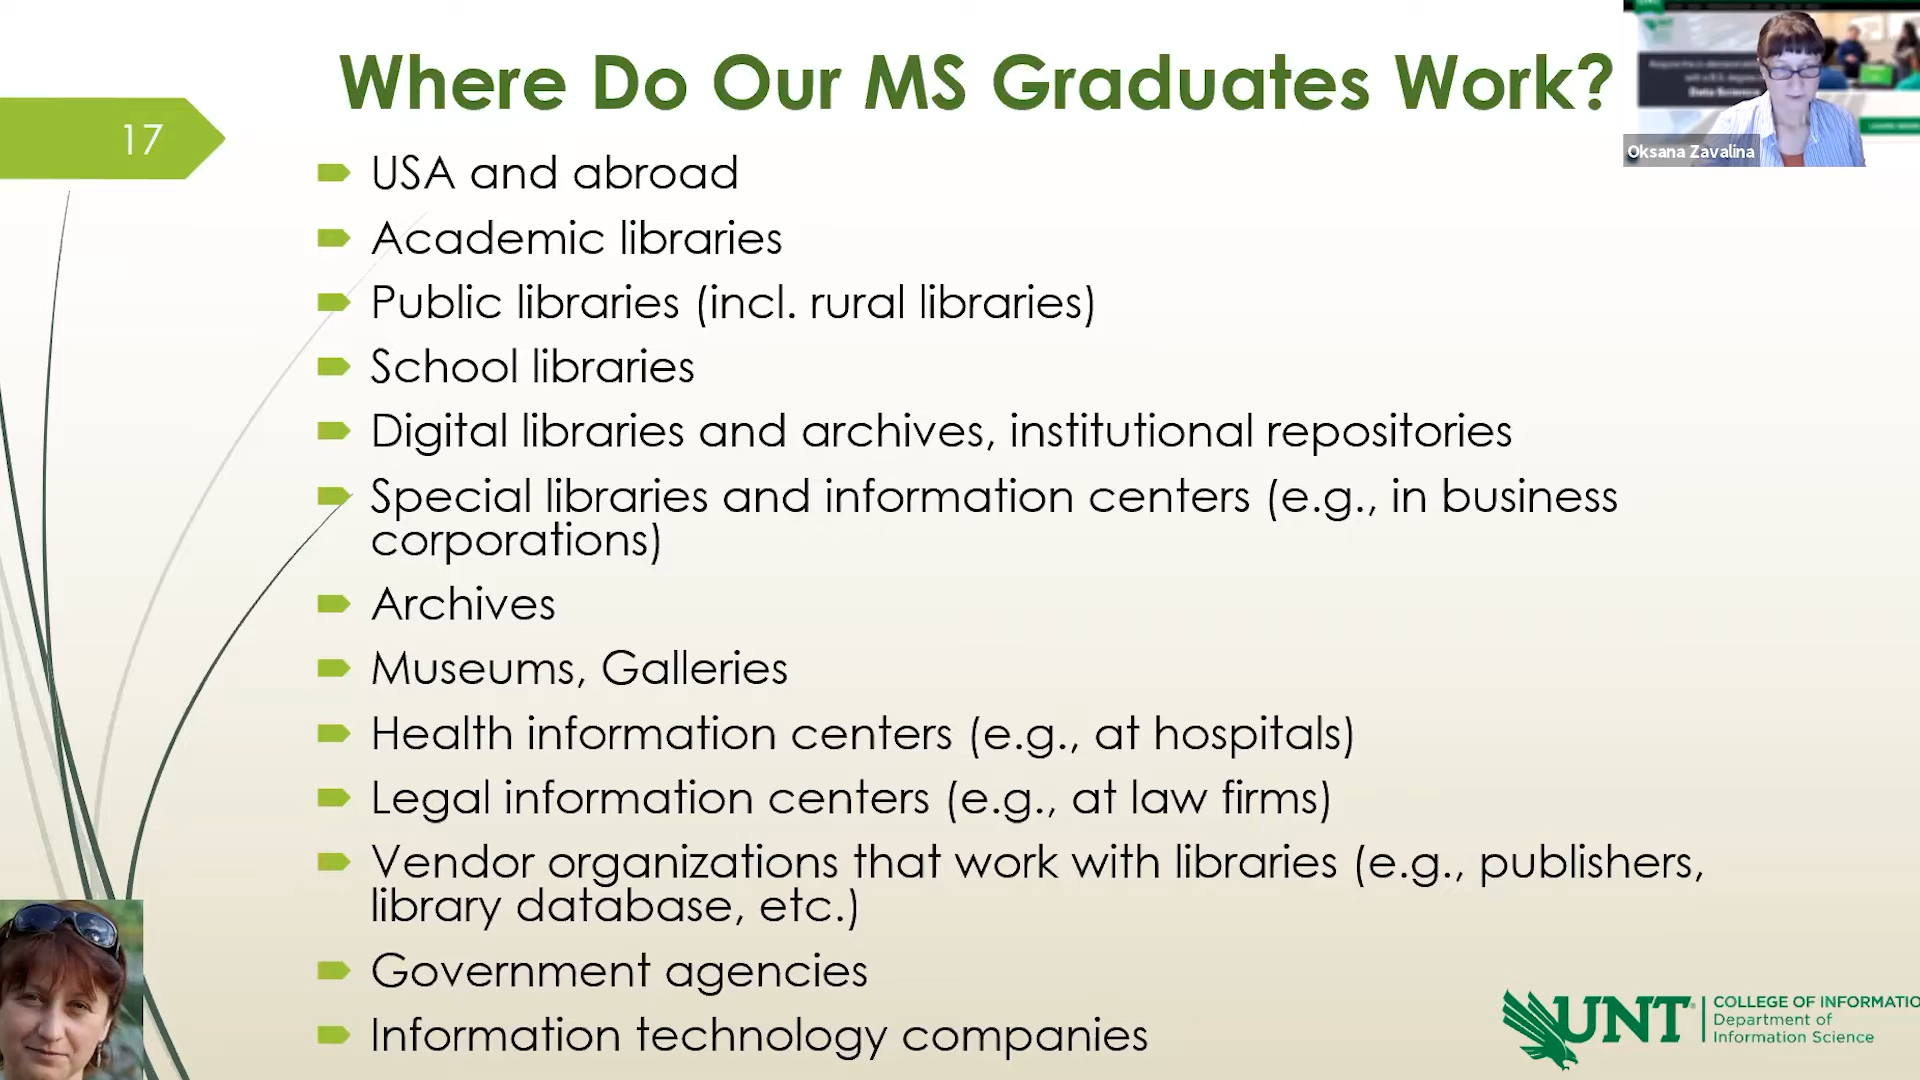 Where Do Our MS Graduates Work?
17
USA and abroad
Academic libraries
Public libraries (incl. rural libraries)
School libraries
Digital libraries and archives, institutional repositories
Special libraries and information centers (e.g., in business
corporations)
Archives
Museums, Galleries
Health information centers (e.g., at hospitals)
Legal information centers (e.g., at law firms)
Vendor organizations that work with libraries (e.g., publishers,
library database, etc.)
Government agencies
Information technology companies
Data Science
Oksana Zavalina
UNT
COLLEGE OF INFORMATIO
Department of
Information Science